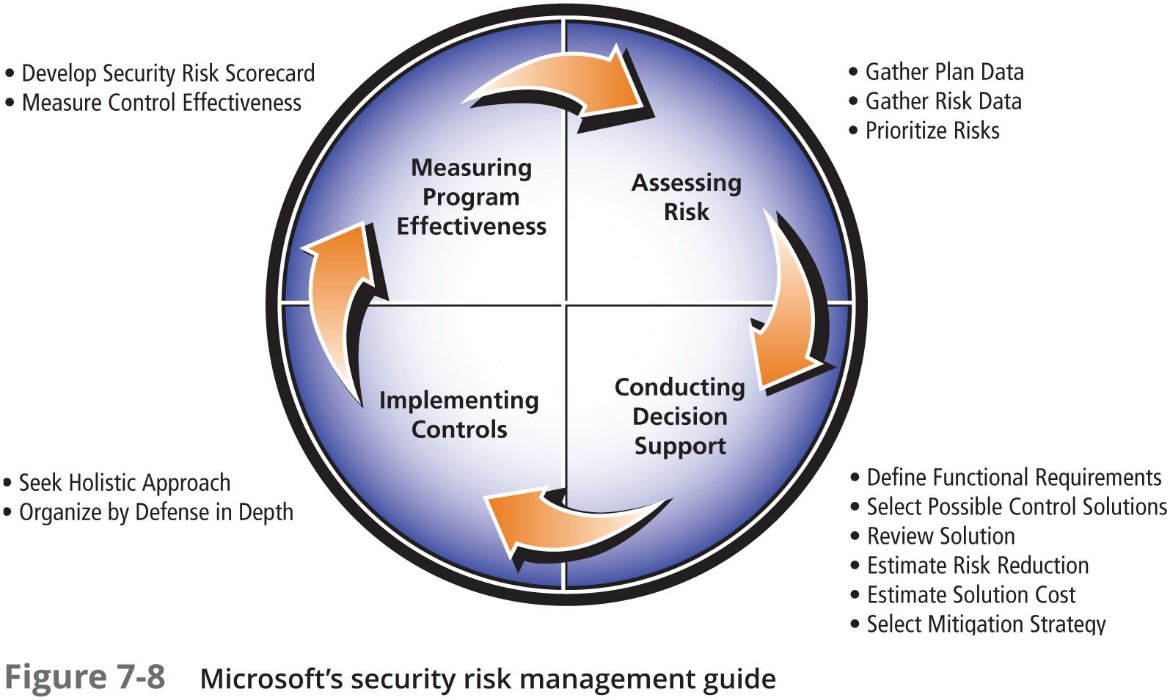 • Develop Security Risk Scorecard
• Measure Control Effectiveness
• Gather Plan Data
• Gather Risk Data
• Prioritize Risks
Measuring
Program
Effectiveness
Assessing
Risk
Implementing
Controls
Conducting
Decision
Support
• Seek Holistic Approach
• Organize by Defense in Depth
• Define Functional Requirements
• Select Possible Control Solutions
• Review Solution
• Estimate Risk Reduction
• Estimate Solution Cost
• Select Mitigation Strategy
Figure 7-8 Microsoft’s security risk management guide